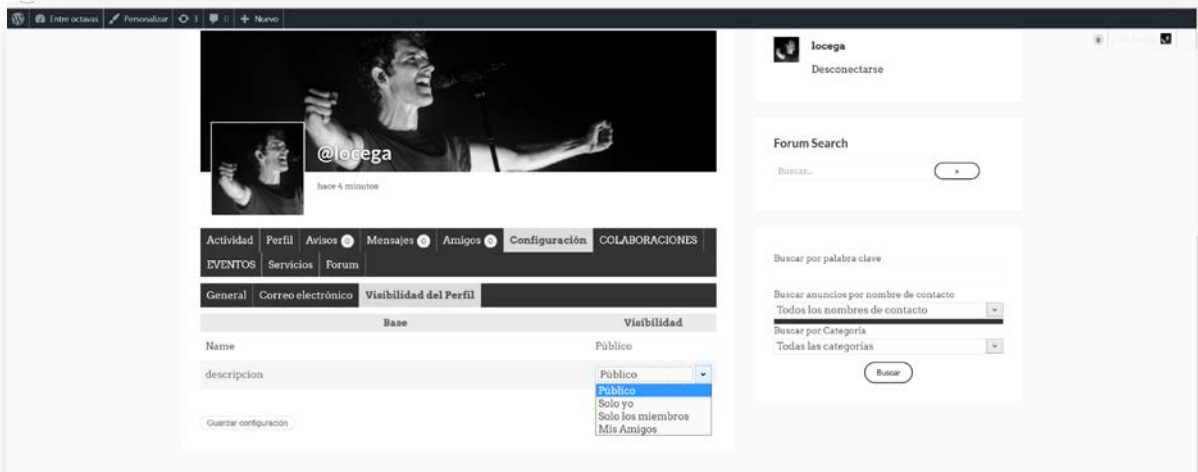 Entre octavas Personalizar 3 0 + Nuevo
@locega
hace 4 minutos
Actividad Perfil Avisos 0 Mensajes 0 Amigos 0 Configuración COLABORACIONES
EVENTOS Servicios Forum
General Correo electrónico Visibilidad del Perfil
Base Visibilidad
Name Público
descripcion Público
Público
Solo yo
Solo los miembros
Mis Amigos
Guardar configuración
locega
Desconectarse
Forum Search
Buscar...
»
Buscar por palabra clave
Buscar anuncios por nombre de contacto
Todos los nombres de contacto
Buscar por Categoría
Todas las categorías
Buscar